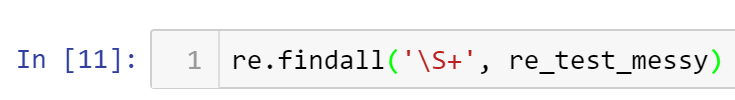 In [11]: 1 re.findall('\S+', re_test_messy)